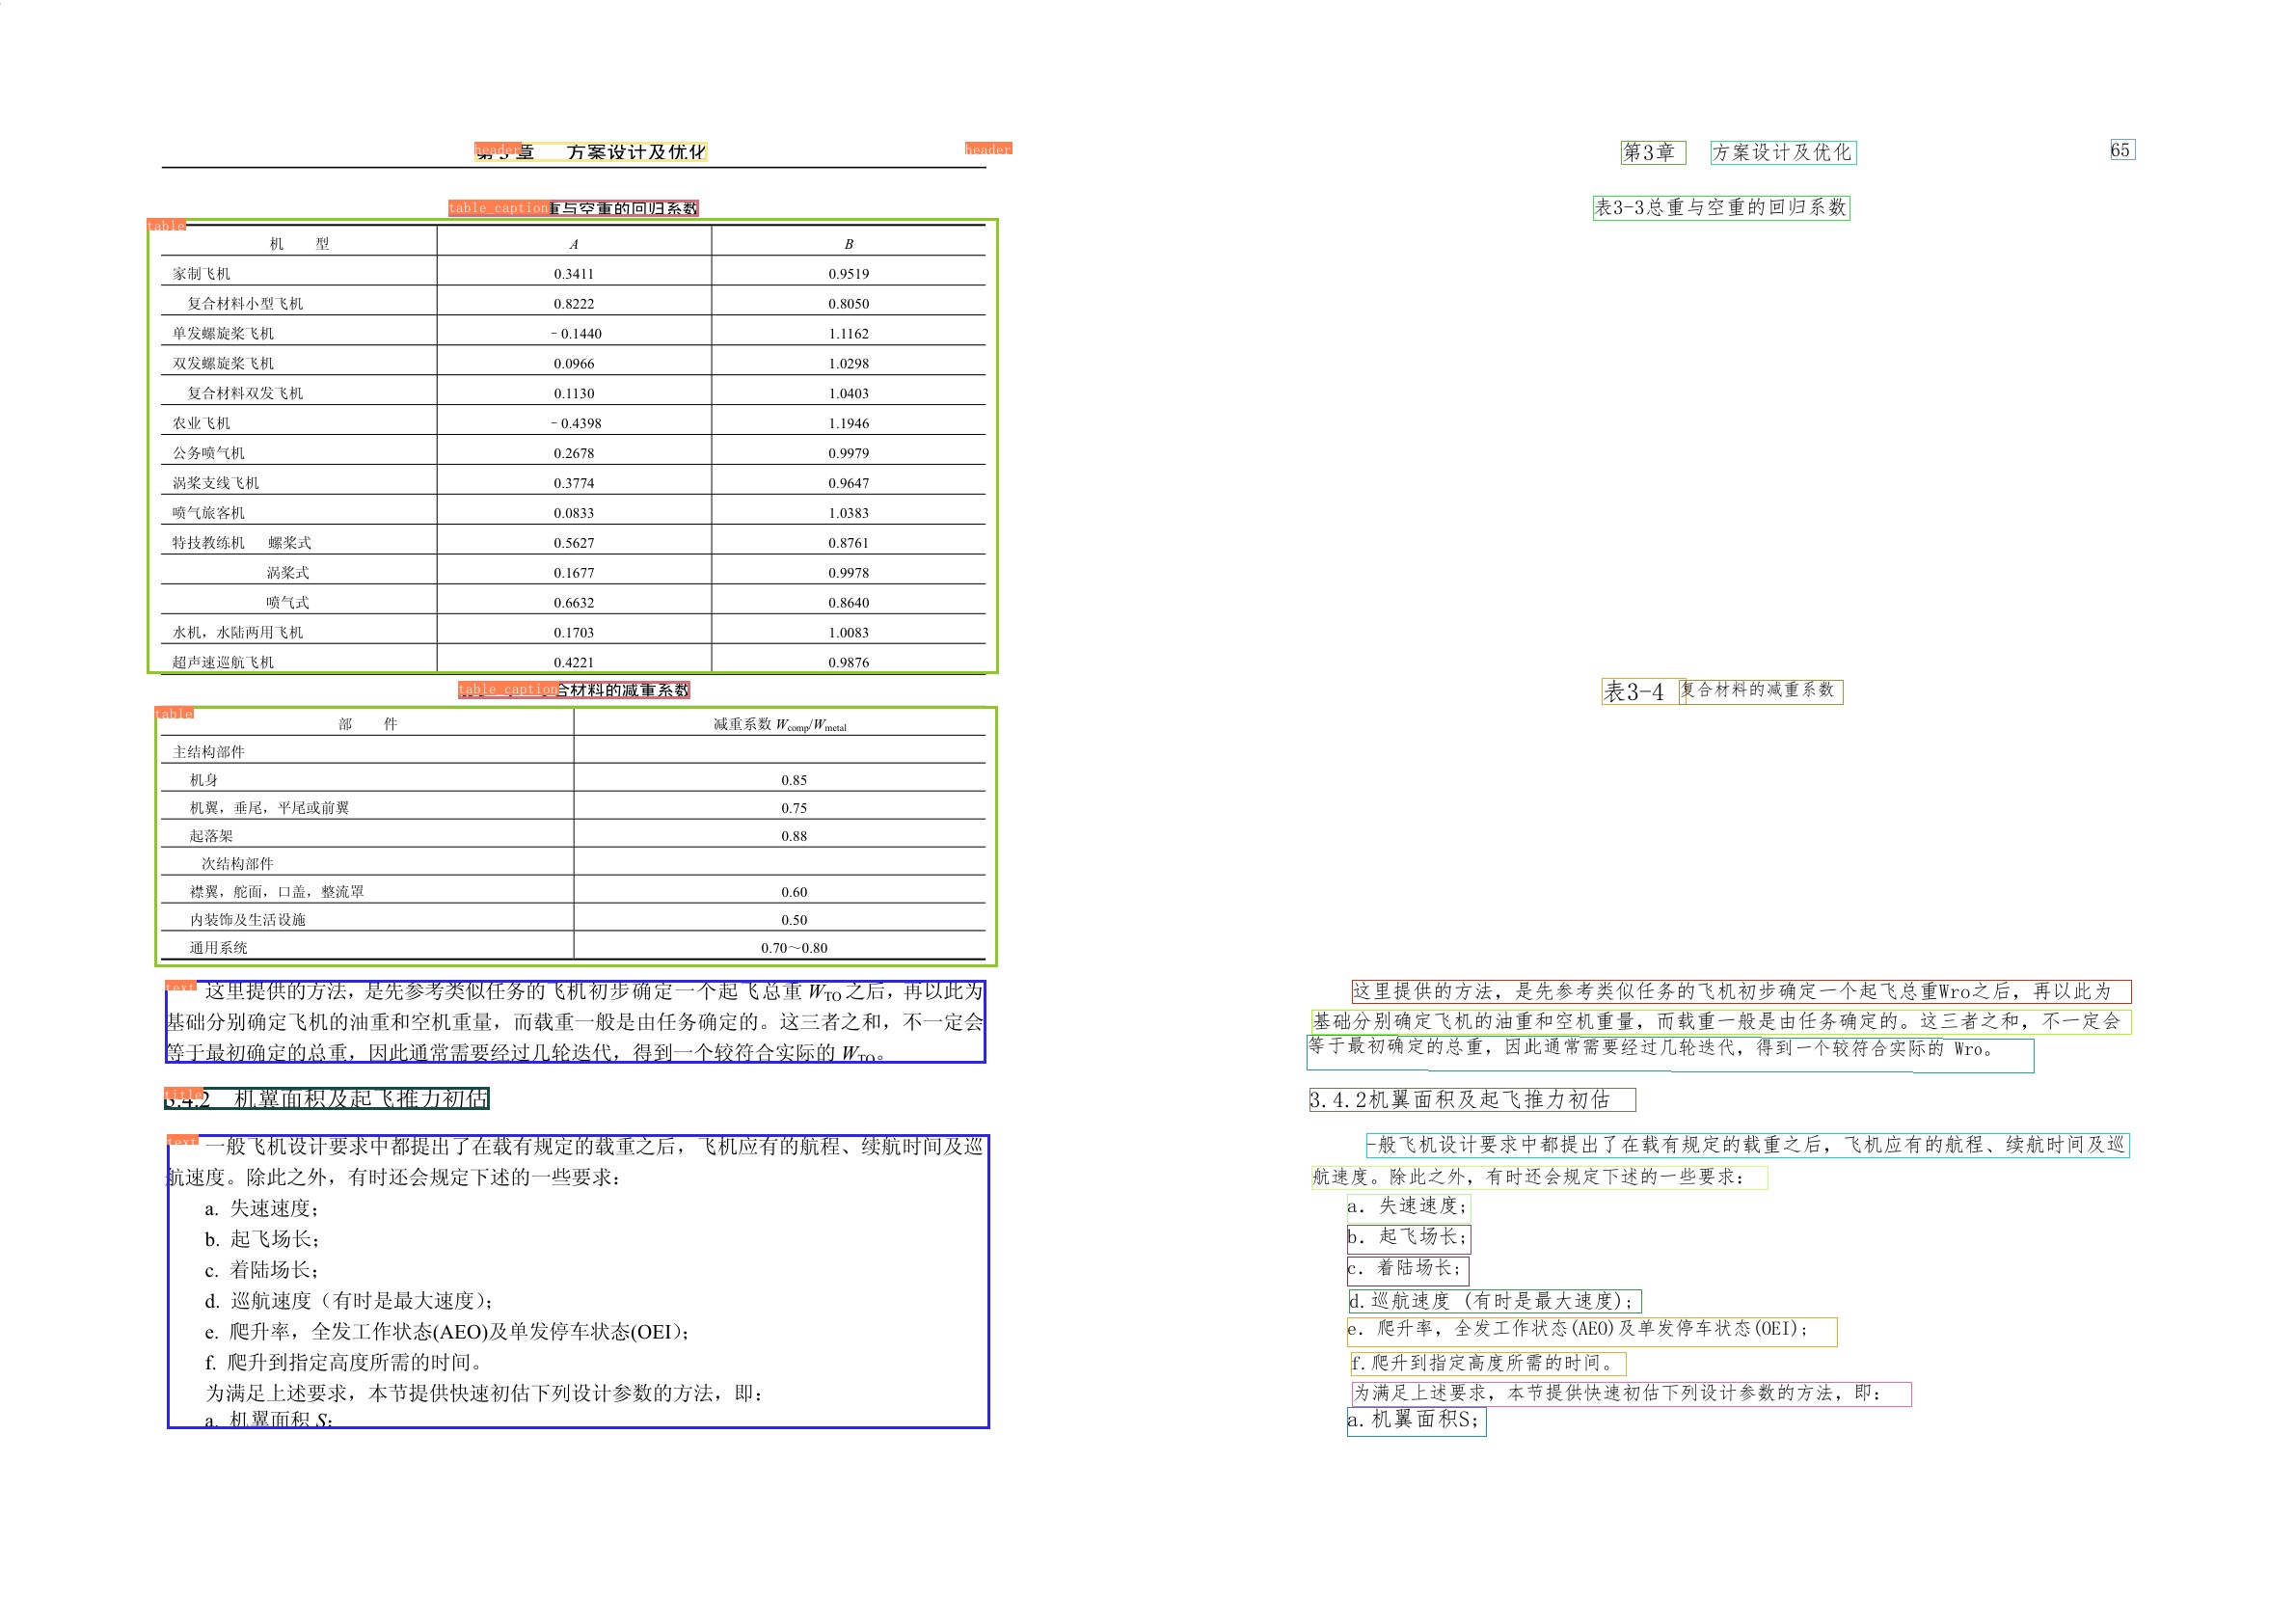 header 章 方案设计及优化 header
table_caption 重与空重的回归系数
table
机 型 A B
家制飞机 0.3411 0.9519
复合材料小型飞机 0.8222 0.8050
单发螺旋桨飞机 －0.1440 1.1162
双发螺旋桨飞机 0.0966 1.0298
复合材料双发飞机 0.1130 1.0403
农业飞机 －0.4398 1.1946
公务喷气机 0.2678 0.9979
涡桨支线飞机 0.3774 0.9647
喷气旅客机 0.0833 1.0383
特技教练机 螺桨式 0.5627 0.8761
涡桨式 0.1677 0.9978
喷气式 0.6632 0.8640
水机，水陆两用飞机 0.1703 1.0083
超声速巡航飞机 0.4221 0.9876
table_caption 合材料的减重系数
table
部 件 减重系数 Wcomp/Wmetal
主结构部件
机身 0.85
机翼，垂尾，平尾或前翼 0.75
起落架 0.88
次结构部件
襟翼，舵面，口盖，整流罩 0.60
内装饰及生活设施 0.50
通用系统 0.70～0.80
text 这里提供的方法，是先参考类似任务的飞机初步确定一个起飞总重 WTO 之后，再以此为
基础分别确定飞机的油重和空机重量，而载重一般是由任务确定的。这三者之和，不一定会
等于最初确定的总重，因此通常需要经过几轮迭代，得到一个较符合实际的 WTO。
title
3.4.2 机翼面积及起飞推力初估
text 一般飞机设计要求中都提出了在载有规定的载重之后，飞机应有的航程、续航时间及巡
航速度。除此之外，有时还会规定下述的一些要求：
a. 失速速度；
b. 起飞场长；
c. 着陆场长；
d. 巡航速度（有时是最大速度）；
e. 爬升率，全发工作状态(AEO)及单发停车状态(OEI）；
f. 爬升到指定高度所需的时间。
为满足上述要求，本节提供快速初估下列设计参数的方法，即：
a. 机翼面积 S；
第3章 方案设计及优化 65
表3-3总重与空重的回归系数
表3-4 复合材料的减重系数
这里提供的方法，是先参考类似任务的飞机初步确定一个起飞总重Wro之后，再以此为
基础分别确定飞机的油重和空机重量，而载重一般是由任务确定的。这三者之和，不一定会
等于最初确定的总重，因此通常需要经过几轮迭代，得到一个较符合实际的 Wro。
3.4.2机翼面积及起飞推力初估
-般飞机设计要求中都提出了在载有规定的载重之后，飞机应有的航程、续航时间及巡
航速度。除此之外，有时还会规定下述的一些要求：
a. 失速速度；
b. 起飞场长；
c. 着陆场长；
d.巡航速度 (有时是最大速度)；
e. 爬升率，全发工作状态(AEO)及单发停车状态(OEI)；
f.爬升到指定高度所需的时间。
为满足上述要求，本节提供快速初估下列设计参数的方法，即：
a.机翼面积S；